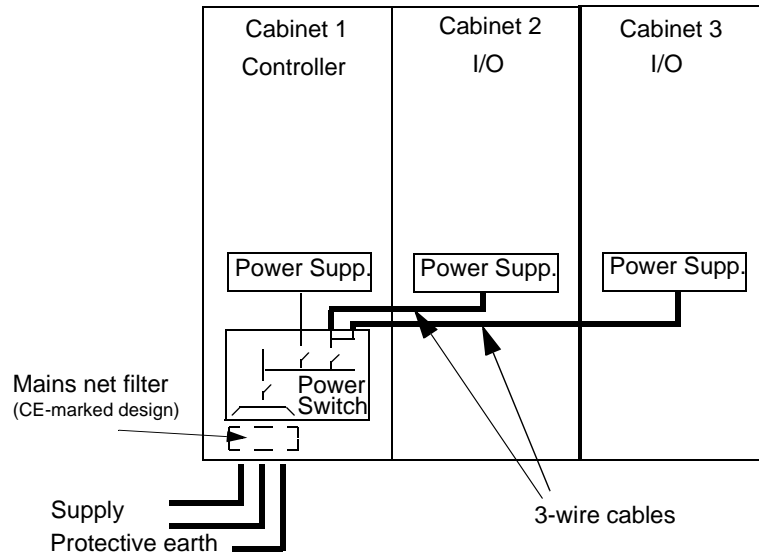 Cabinet 1
Controller
Cabinet 2
I/O
Cabinet 3
I/O
Power Supp.
Power Supp.
Power Supp.
Power
Switch
Mains net filter
(CE-marked design)
Supply
Protective earth
3-wire cables